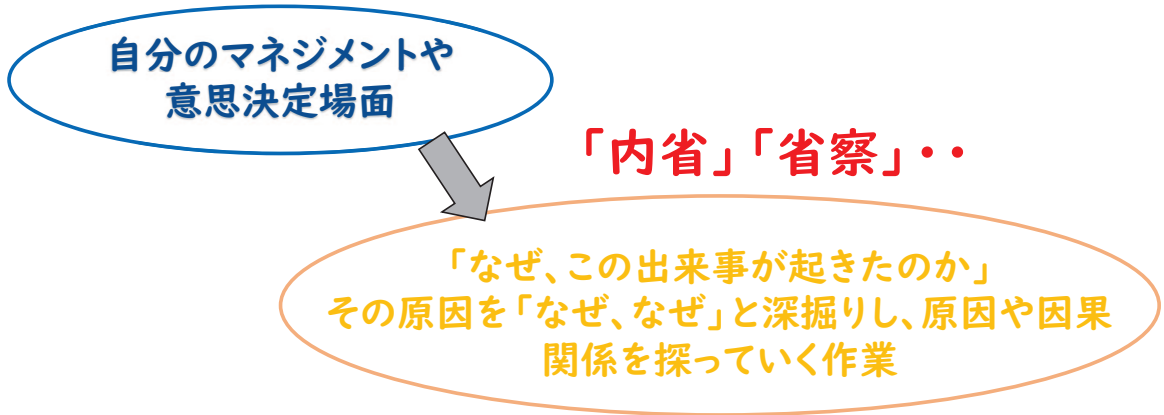 自分のマネジメントや
意思決定場面
「内省」「省察」・・
「なぜ、この出来事が起きたのか」
その原因を「なぜ、なぜ」と深掘りし、原因や因果
関係を探っていく作業